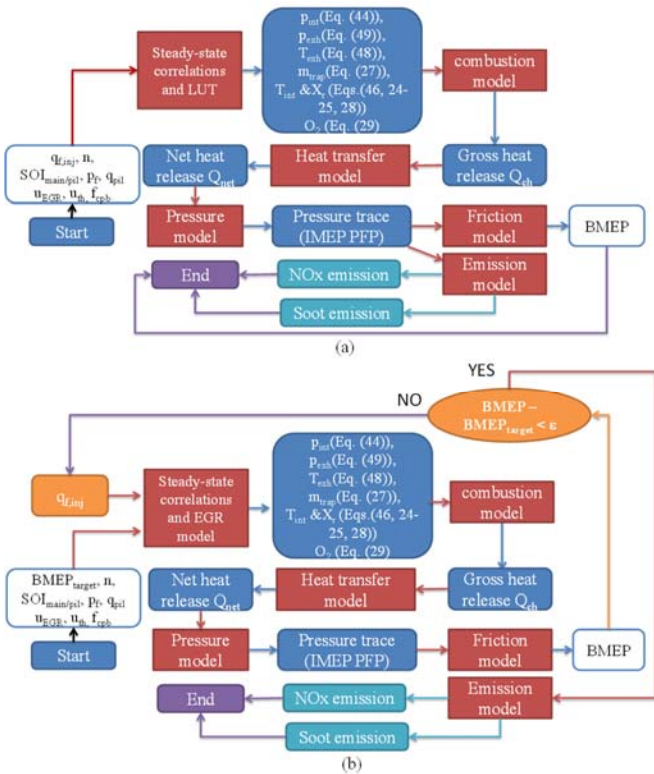 Steady-state
correlations
and LUT
p_int(Eq. (44)),
p_exh(Eq. (49)),
T_exh(Eq. (48)),
m_trap(Eq. (27)),
T_int &X_r (Eqs.(46, 24-
25, 28))
O_2 (Eq. (29)
combustion
model
q_f,inj, n,
SOI_main/pil, p_f, q_pil
u_EGR, u_th, f_cpb
Start
Net heat
release Q_net
Heat transfer
model
Gross heat
release Q_ch
Pressure
model
Pressure trace
(IMEP PFP)
Friction
model
BMEP
End
NOx emission
Emission
model
Soot emission
(a)
YES
NO
BMEP –
BMEP_target < ε
q_f,inj
Steady-state
correlations
and EGR
model
p_int(Eq. (44)),
p_exh(Eq. (49)),
T_exh(Eq. (48)),
m_trap(Eq. (27)),
T_int &X_r (Eqs.(46, 24-
25, 28))
O_2 (Eq. (29)
combustion
model
BMEP_target, n,
SOI_main/pil, p_f, q_pil
u_EGR, u_th, f_cpb
Start
Net heat
release Q_net
Heat transfer
model
Gross heat
release Q_ch
Pressure
model
Pressure trace
(IMEP PFP)
Friction
model
BMEP
End
NOx emission
Emission
model
Soot emission
(b)